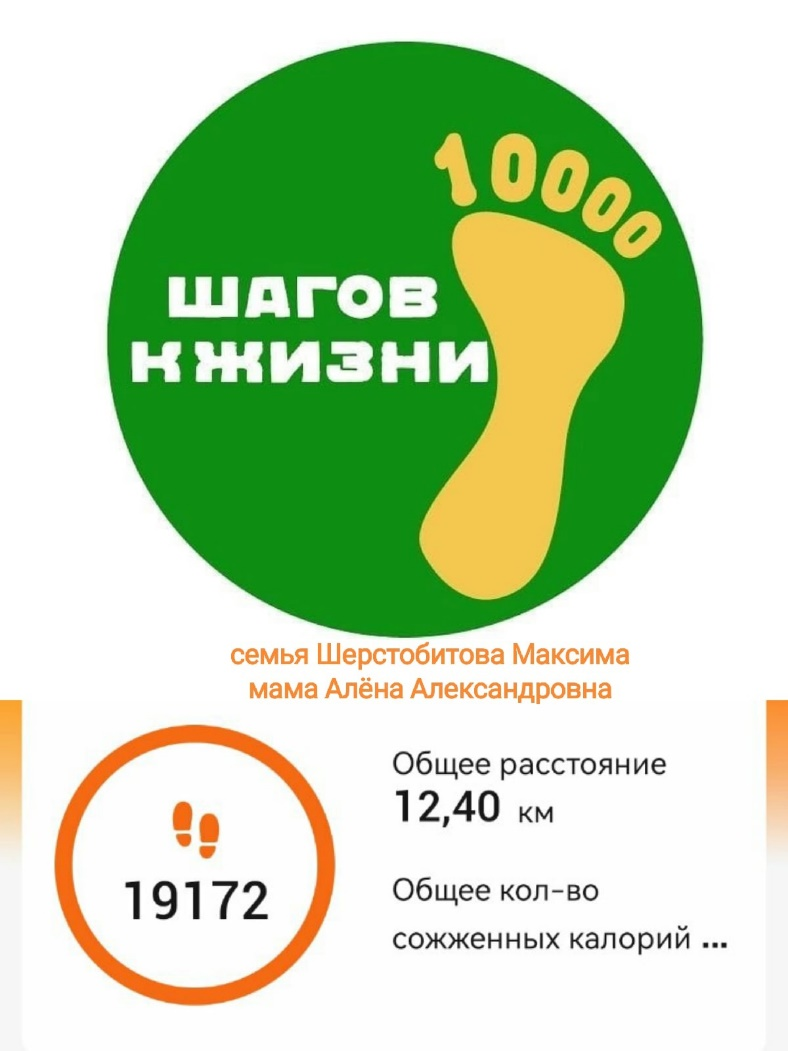 10000
ШАГОВ
К ЖИЗНИ
семья Шерстобитова Максима
мама Алёна Александровна
Общее расстояние
12,40 км
19172
Общее кол-во
сожженных калорий ...